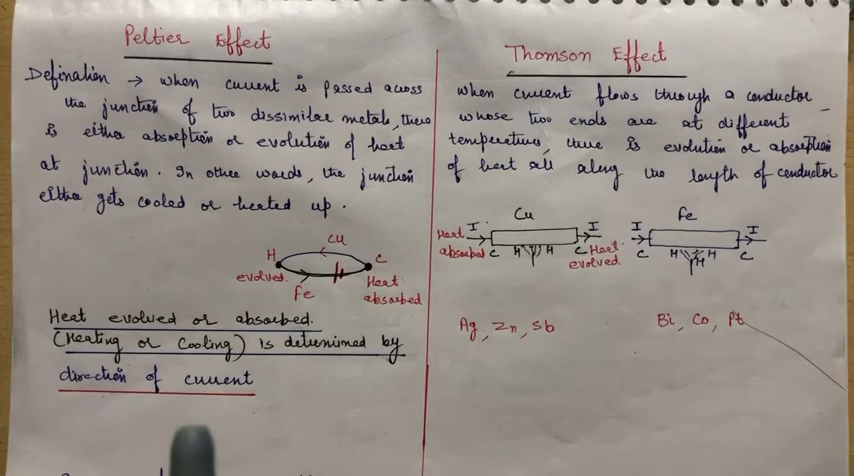 Peltier Effect
Defination → when current is passed across
the junction of two dissimilar metals, there
is either absorption or evolution of heat
at junction. In other words, the junction
either gets cooled or heated up.
Cu
H
C
evolved
Fe
Heat
absorbed
Heat evolved or absorbed.
(Heating or Cooling) is determined by
direction of current
Thomson Effect
when current flows through a conductor
whose two ends are at different
temperature, there is evolution or absorption
of heat all along the length of conductor
Cu
Fe
Heat I I
absorbed C H H C Heat
evolved
I I
C H H C
H
Ag, Zn, Sb
Bi, Co, Pt